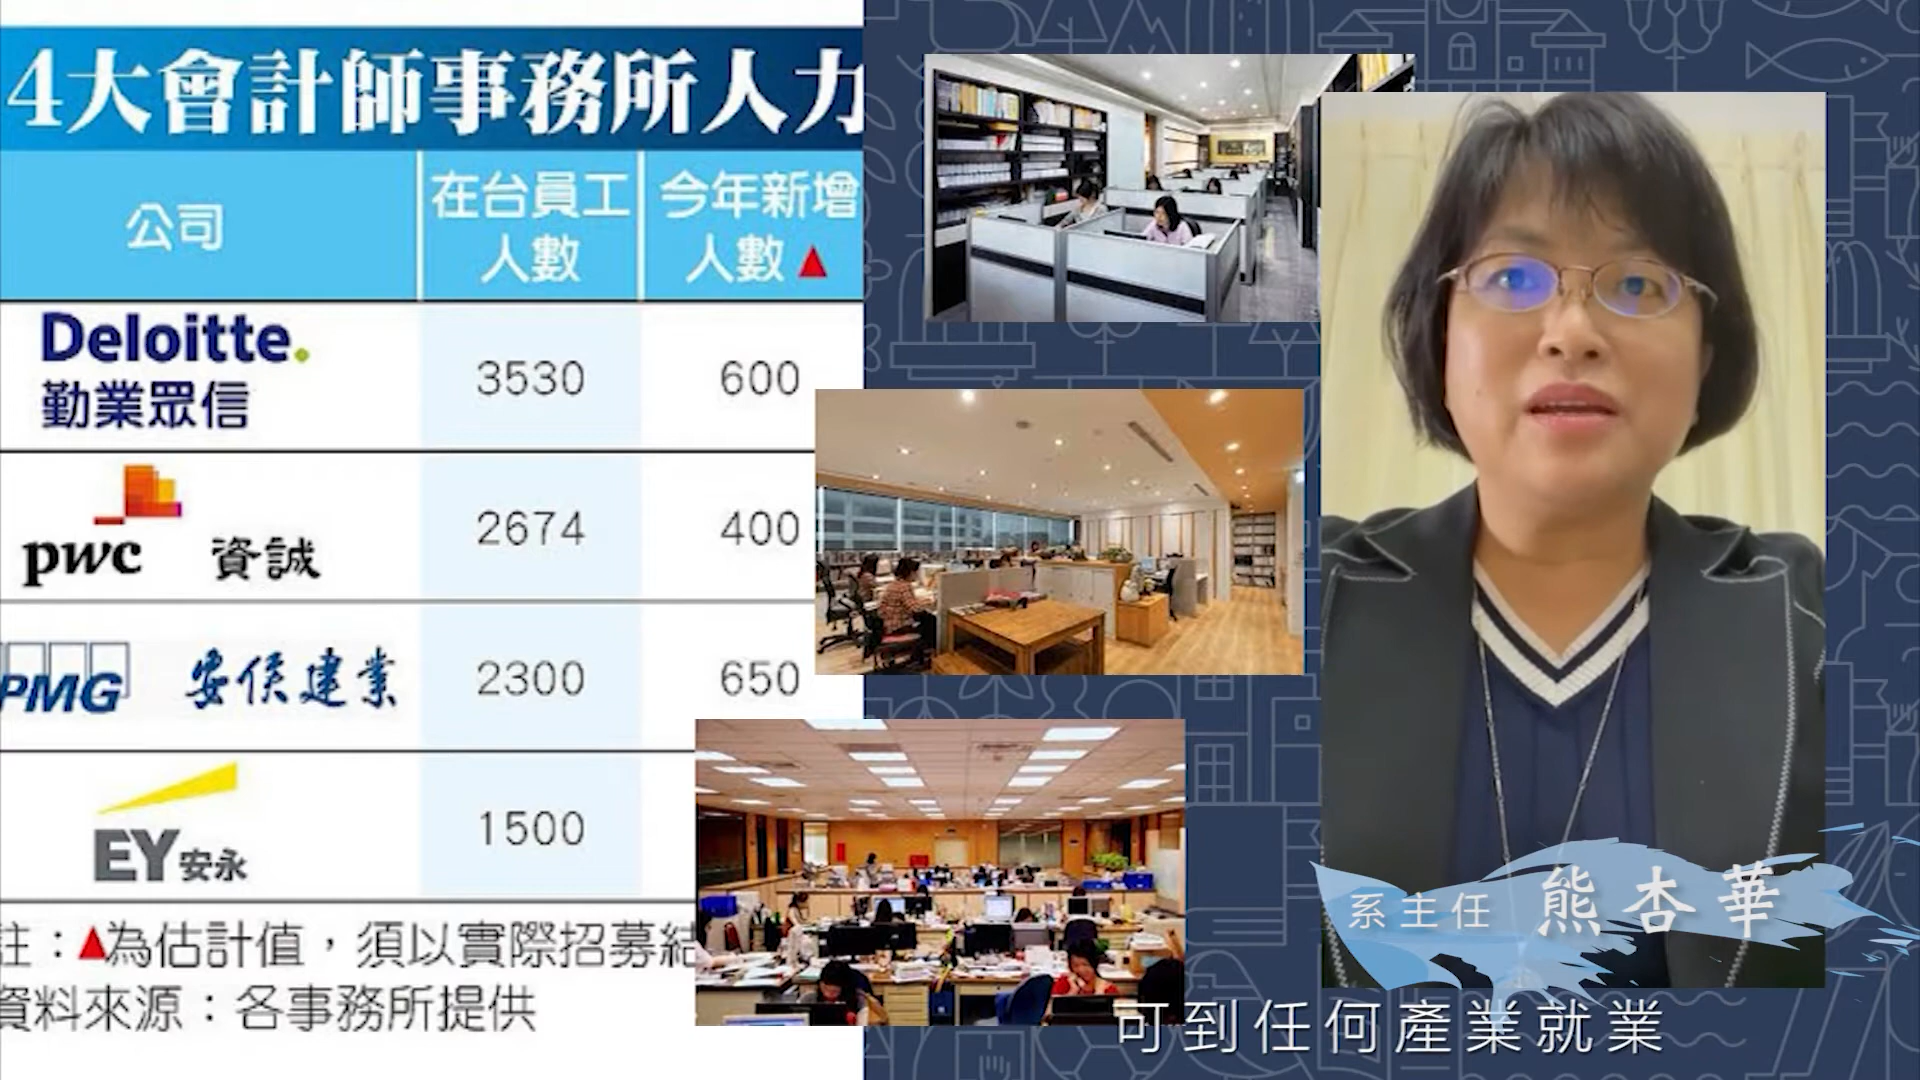 4大會計師事務所人力
公司
在台員工
人數
今年新增
人數▲
Deloitte.
勤業眾信
3530
600
pwc 資誠
2674
400
PMG 安侯建業
2300
650
EY安永
1500
註：▲為估計值，須以實際招募結
資料來源：各事務所提供
系主任 熊杏華
可到任何產業就業